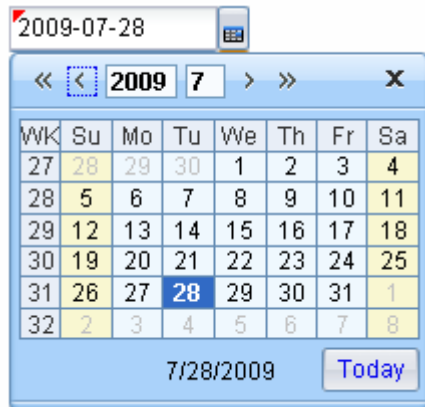 2009-07-28
« < 2009 7 > » x
WK Su Mo Tu We Th Fr Sa
27 28 29 30 1 2 3 4
28 5 6 7 8 9 10 11
29 12 13 14 15 16 17 18
30 19 20 21 22 23 24 25
31 26 27 28 29 30 31 1
32 2 3 4 5 6 7 8
7/28/2009 Today